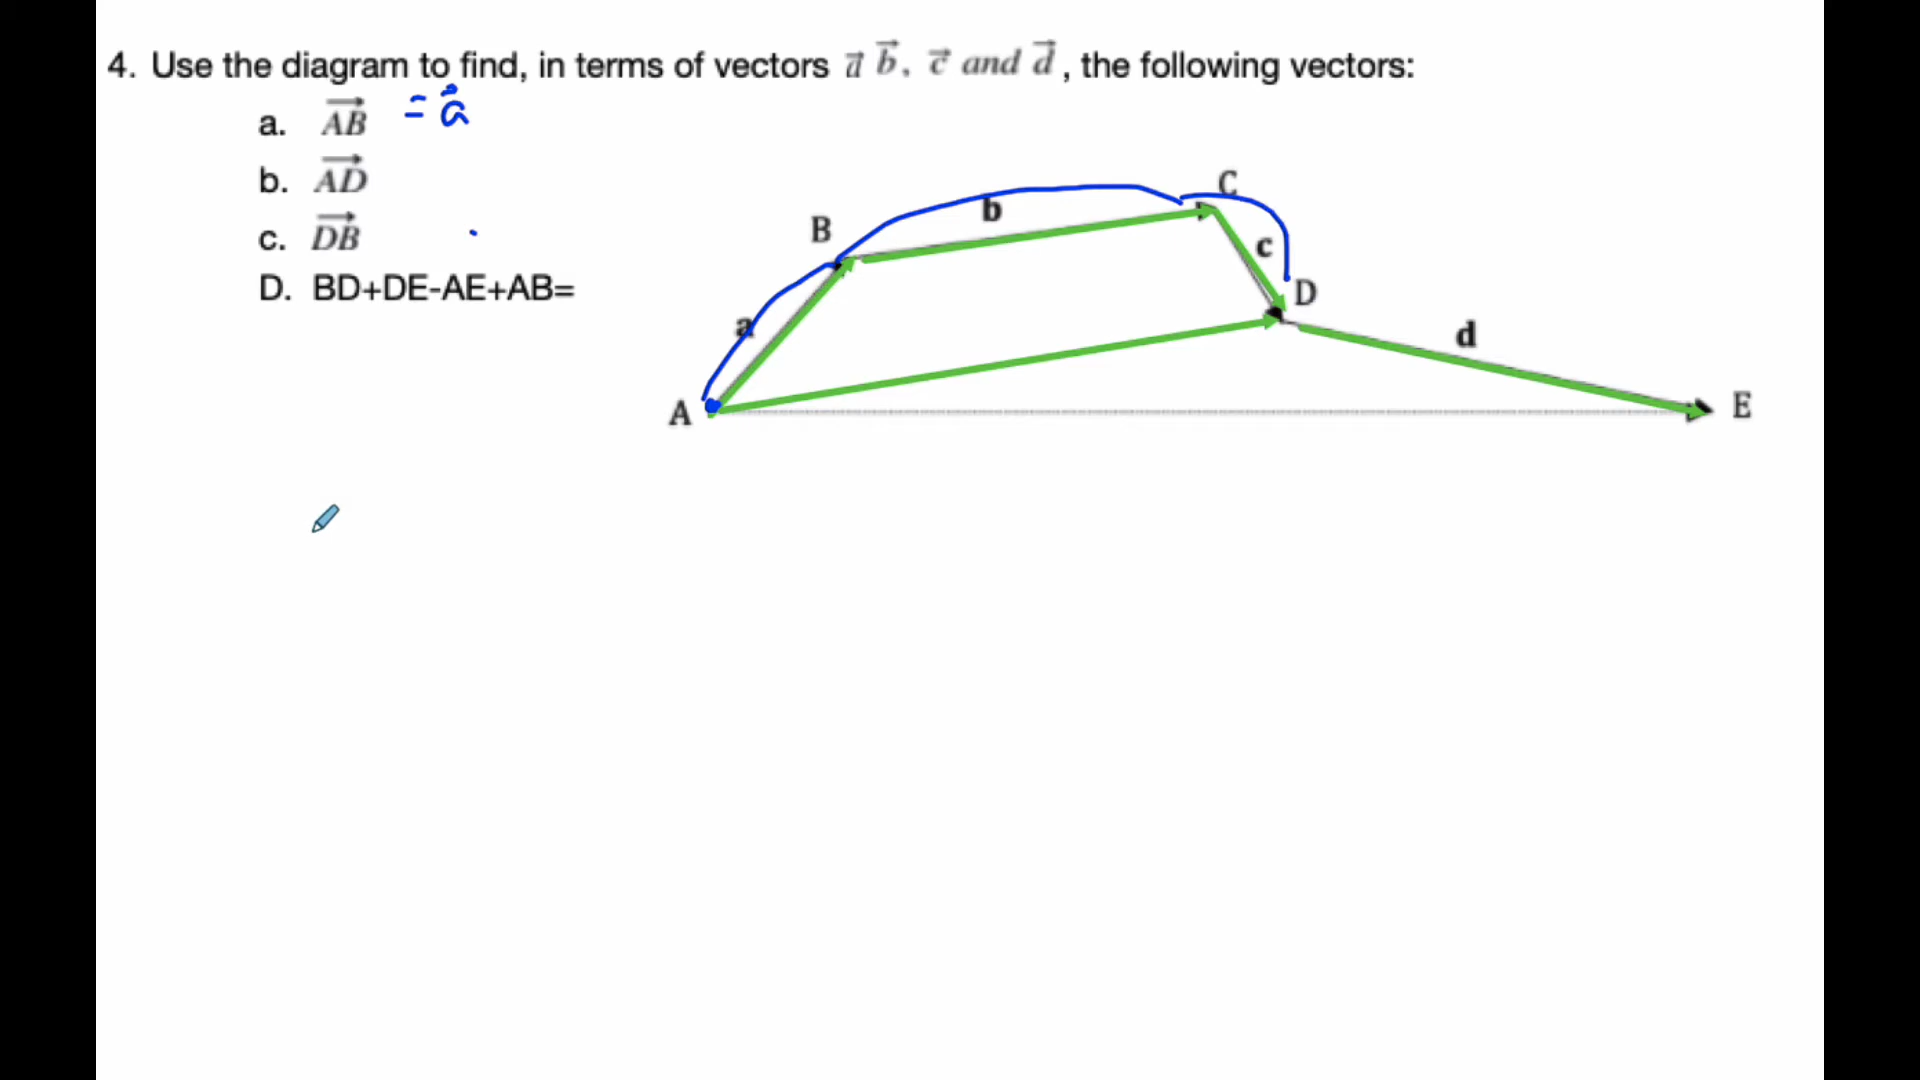 4. Use the diagram to find, in terms of vectors a⃗ b⃗, c⃗ and d⃗, the following vectors:
a. A͞B⃗ = a⃗
b. AD⃗
c. DB⃗
D. BD+DE-AE+AB=
C
b
B
c
D
a
d
A
E